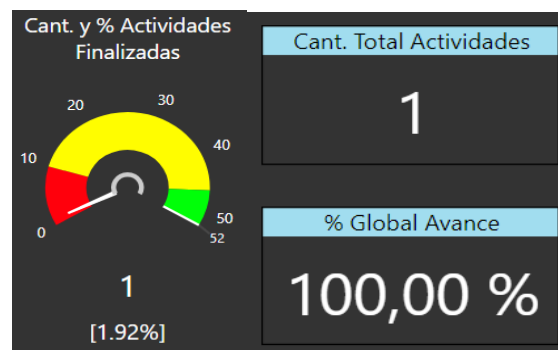 Cant. y % Actividades
Finalizadas
0
10
20
30
40
50
52
1
[1.92%]
Cant. Total Actividades
1
% Global Avance
100,00 %